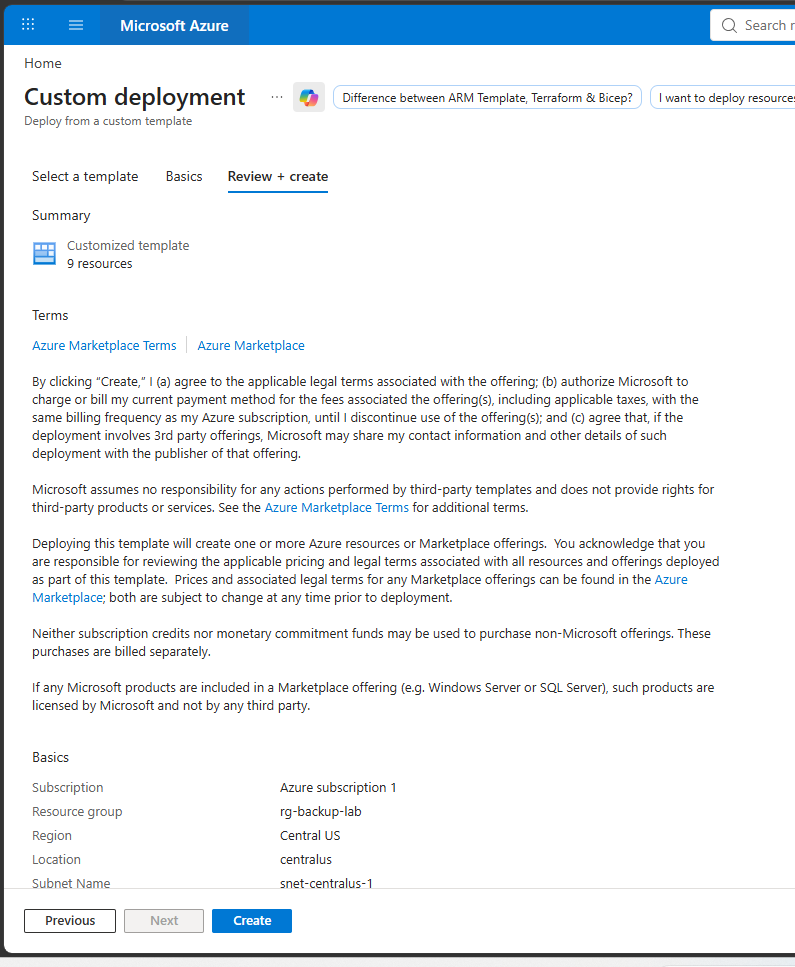 Microsoft Azure
Search
Home
Custom deployment
...
Difference between ARM Template, Terraform & Bicep?
I want to deploy resources
Deploy from a custom template
Select a template
Basics
Review + create
Summary
Customized template
9 resources
Terms
Azure Marketplace Terms
Azure Marketplace
By clicking “Create,” I (a) agree to the applicable legal terms associated with the offering; (b) authorize Microsoft to
charge or bill my current payment method for the fees associated the offering(s), including applicable taxes, with the
same billing frequency as my Azure subscription, until I discontinue use of the offering(s); and (c) agree that, if the
deployment involves 3rd party offerings, Microsoft may share my contact information and other details of such
deployment with the publisher of that offering.
Microsoft assumes no responsibility for any actions performed by third-party templates and does not provide rights for
third-party products or services. See the Azure Marketplace Terms for additional terms.
Deploying this template will create one or more Azure resources or Marketplace offerings.  You acknowledge that you
are responsible for reviewing the applicable pricing and legal terms associated with all resources and offerings deployed
as part of this template.  Prices and associated legal terms for any Marketplace offerings can be found in the Azure
Marketplace; both are subject to change at any time prior to deployment.
Neither subscription credits nor monetary commitment funds may be used to purchase non-Microsoft offerings. These
purchases are billed separately.
If any Microsoft products are included in a Marketplace offering (e.g. Windows Server or SQL Server), such products are
licensed by Microsoft and not by any third party.
Basics
Subscription
Azure subscription 1
Resource group
rg-backup-lab
Region
Central US
Location
centralus
Subnet Name
snet-centralus-1
Previous
Next
Create